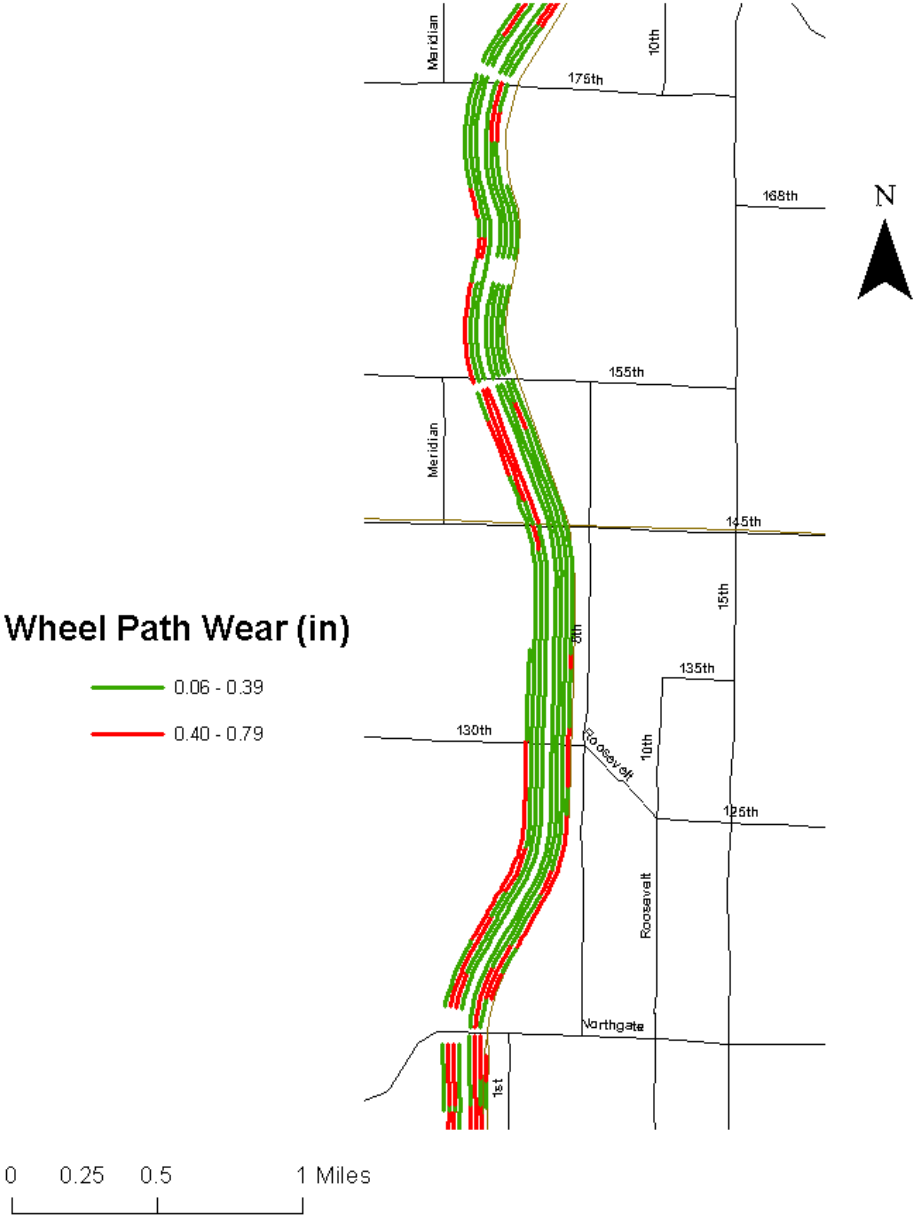 Meridian
10th
175th
N
168th
155th
Meridian
145th
15th
Wheel Path Wear (in)
5th
0.06 - 0.39
135th
0.40 - 0.79
130th
Roosevelt
10th
125th
Roosevelt
Northgate
1st
0 0.25 0.5 1 Miles